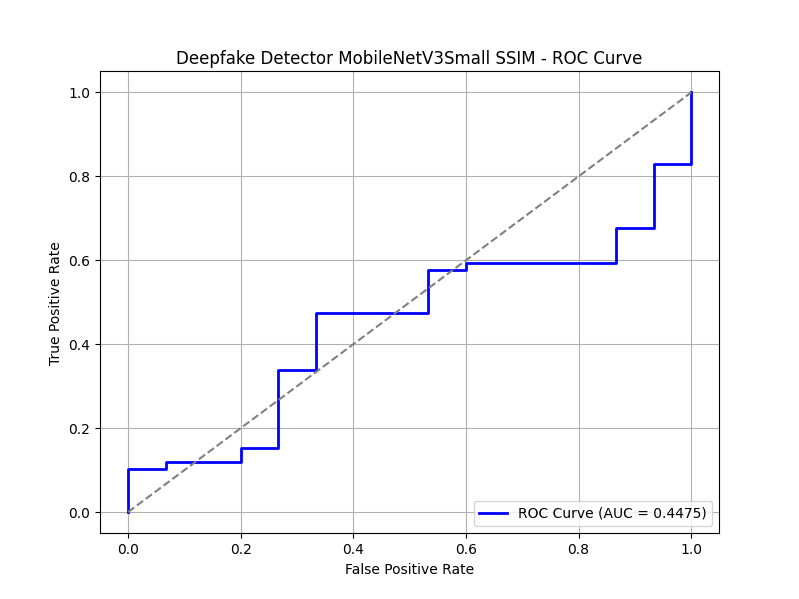 Deepfake Detector MobileNetV3Small SSIM - ROC Curve
True Positive Rate
1.0
0.8
0.6
0.4
0.2
0.0
ROC Curve (AUC = 0.4475)
0.0 0.2 0.4 0.6 0.8 1.0
False Positive Rate